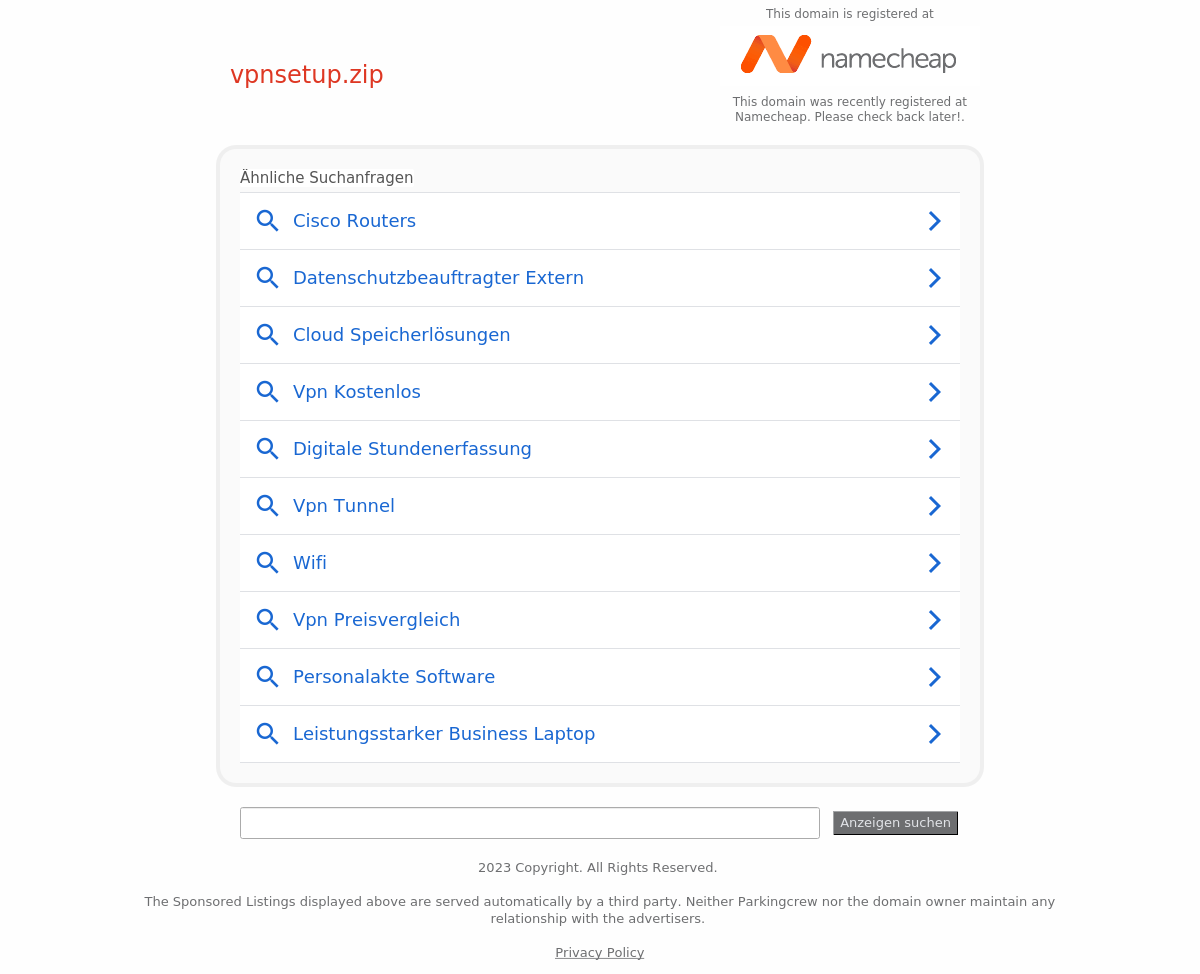 This domain is registered at
namecheap
vpnsetup.zip
This domain was recently registered at
Namecheap. Please check back later!.
Ähnliche Suchanfragen
Cisco Routers
Datenschutzbeauftragter Extern
Cloud Speicherlösungen
Vpn Kostenlos
Digitale Stundenerfassung
Vpn Tunnel
Wifi
Vpn Preisvergleich
Personalakte Software
Leistungsstarker Business Laptop
Anzeigen suchen
2023 Copyright. All Rights Reserved.
The Sponsored Listings displayed above are served automatically by a third party. Neither Parkingcrew nor the domain owner maintain any
relationship with the advertisers.
Privacy Policy